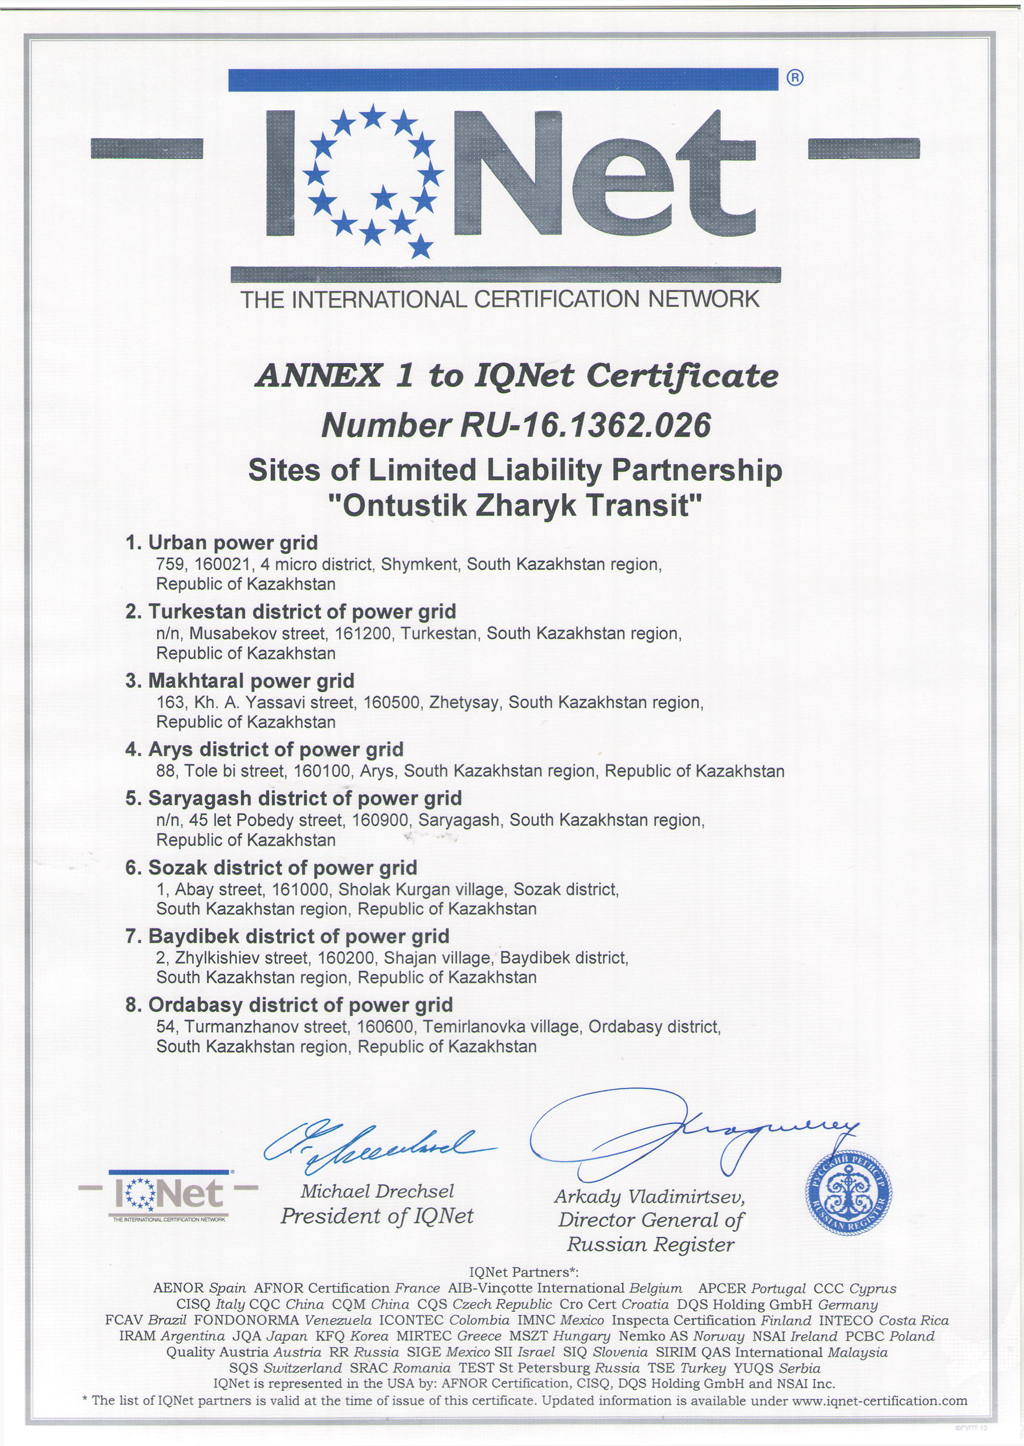 IQNet ®
THE INTERNATIONAL CERTIFICATION NETWORK
ANNEX 1 to IQNet Certificate
Number RU-16.1362.026
Sites of Limited Liability Partnership
"Ontustik Zharyk Transit"
1. Urban power grid
759, 160021, 4 micro district, Shymkent, South Kazakhstan region,
Republic of Kazakhstan
2. Turkestan district of power grid
n/n, Musabekov street, 161200, Turkestan, South Kazakhstan region,
Republic of Kazakhstan
3. Makhtaral power grid
163, Kh. A. Yassavi street, 160500, Zhetysay, South Kazakhstan region,
Republic of Kazakhstan
4. Arys district of power grid
88, Tole bi street, 160100, Arys, South Kazakhstan region, Republic of Kazakhstan
5. Saryagash district of power grid
n/n, 45 let Pobedy street, 160900, Saryagash, South Kazakhstan region,
Republic of Kazakhstan
6. Sozak district of power grid
1, Abay street, 161000, Sholak Kurgan village, Sozak district,
South Kazakhstan region, Republic of Kazakhstan
7. Baydibek district of power grid
2, Zhylkishiev street, 160200, Shajan village, Baydibek district,
South Kazakhstan region, Republic of Kazakhstan
8. Ordabasy district of power grid
54, Turmanzhanov street, 160600, Temirlanovka village, Ordabasy district,
South Kazakhstan region, Republic of Kazakhstan
IQNet
THE INTERNATIONAL CERTIFICATION NETWORK
Michael Drechsel
President of IQNet
Arkady Vladimirtsev,
Director General of
Russian Register
РУССКИЙ РЕГИСТР
RUSSIAN REGISTER
IQNet Partners*:
AENOR Spain AFNOR Certification France AIB-Vinçotte International Belgium APCER Portugal CCC Cyprus
CISQ Italy CQC China CQM China CQS Czech Republic Cro Cert Croatia DQS Holding GmbH Germany
FCAV Brazil FONDONORMA Venezuela ICONTEC Colombia IMNC Mexico Inspecta Certification Finland INTECO Costa Rica
IRAM Argentina JQA Japan KFQ Korea MIRTEC Greece MSZT Hungary Nemko AS Norway NSAI Ireland PCBC Poland
Quality Austria Austria RR Russia SIGE Mexico SII Israel SIQ Slovenia SIRIM QAS International Malaysia
SQS Switzerland SRAC Romania TEST St Petersburg Russia TSE Turkey YUQS Serbia
IQNet is represented in the USA by: AFNOR Certification, CISQ, DQS Holding GmbH and NSAI Inc.
* The list of IQNet partners is valid at the time of issue of this certificate. Updated information is available under www.iqnet-certification.com